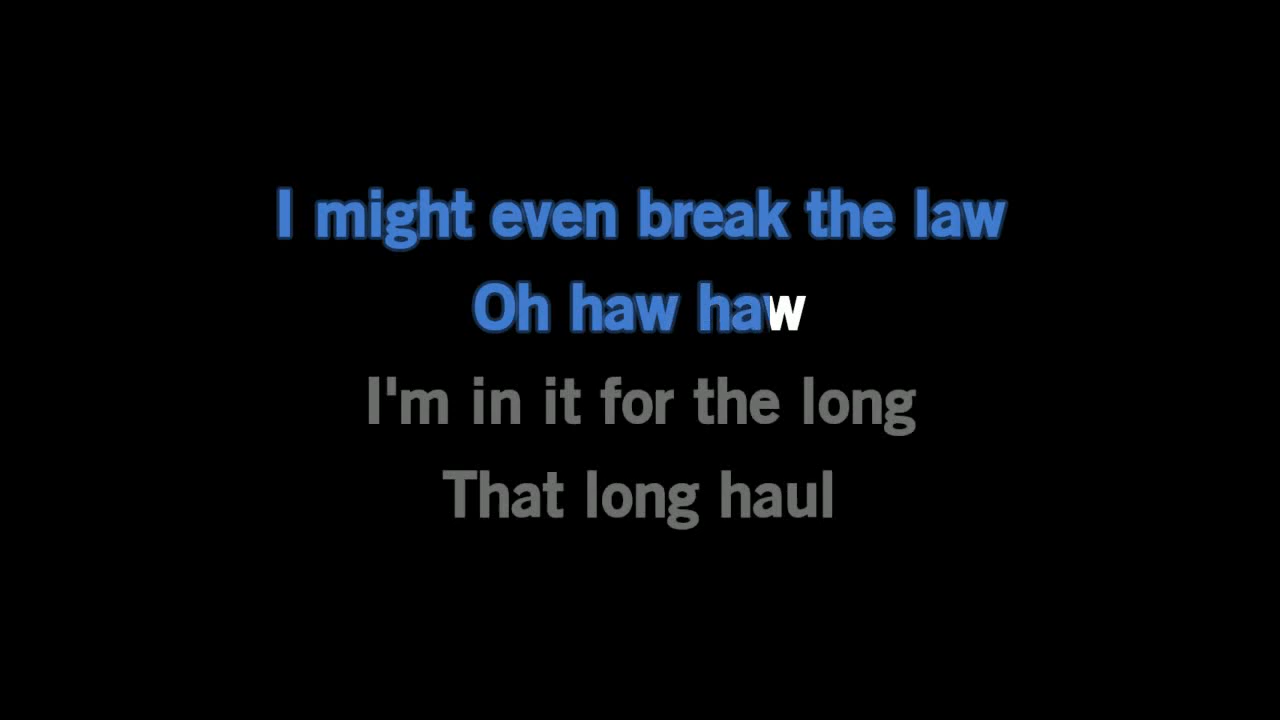 I might even break the law
Oh haw haw
I'm in it for the long
That long haul